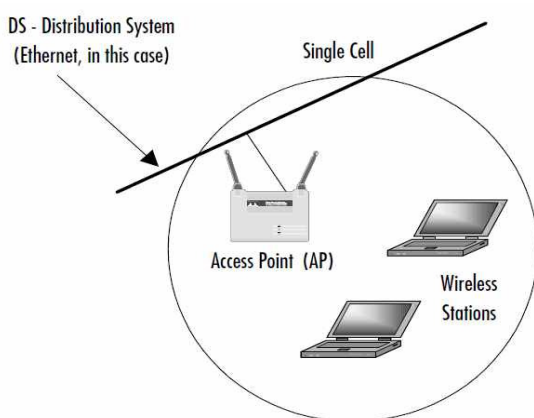 DS - Distribution System
(Ethernet, in this case)
Single Cell
Access Point (AP)
Wireless
Stations